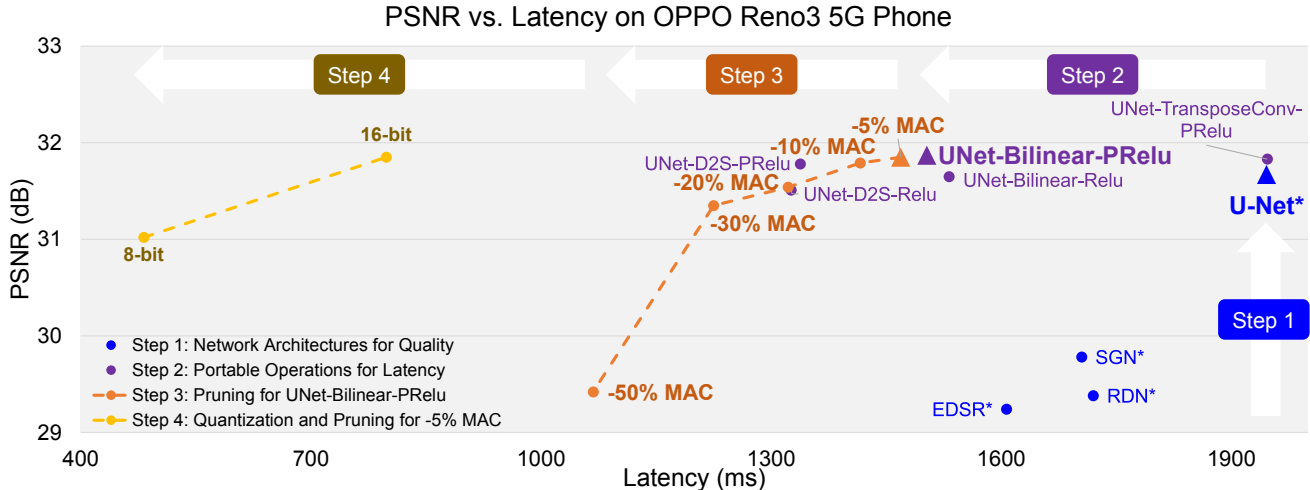 PSNR vs. Latency on OPPO Reno3 5G Phone
PSNR (dB)
33
32
31
30
29
Step 4
Step 3
Step 2
UNet-TransposeConv-
PRelu
-5% MAC
16-bit
-10% MAC
UNet-D2S-PRelu
UNet-Bilinear-PRelu
-20% MAC
UNet-D2S-Relu
UNet-Bilinear-Relu
U-Net*
-30% MAC
8-bit
Step 1
Step 1: Network Architectures for Quality
Step 2: Portable Operations for Latency
Step 3: Pruning for UNet-Bilinear-PRelu
Step 4: Quantization and Pruning for -5% MAC
-50% MAC
SGN*
RDN*
EDSR*
400
700
1000
1300
1600
1900
Latency (ms)